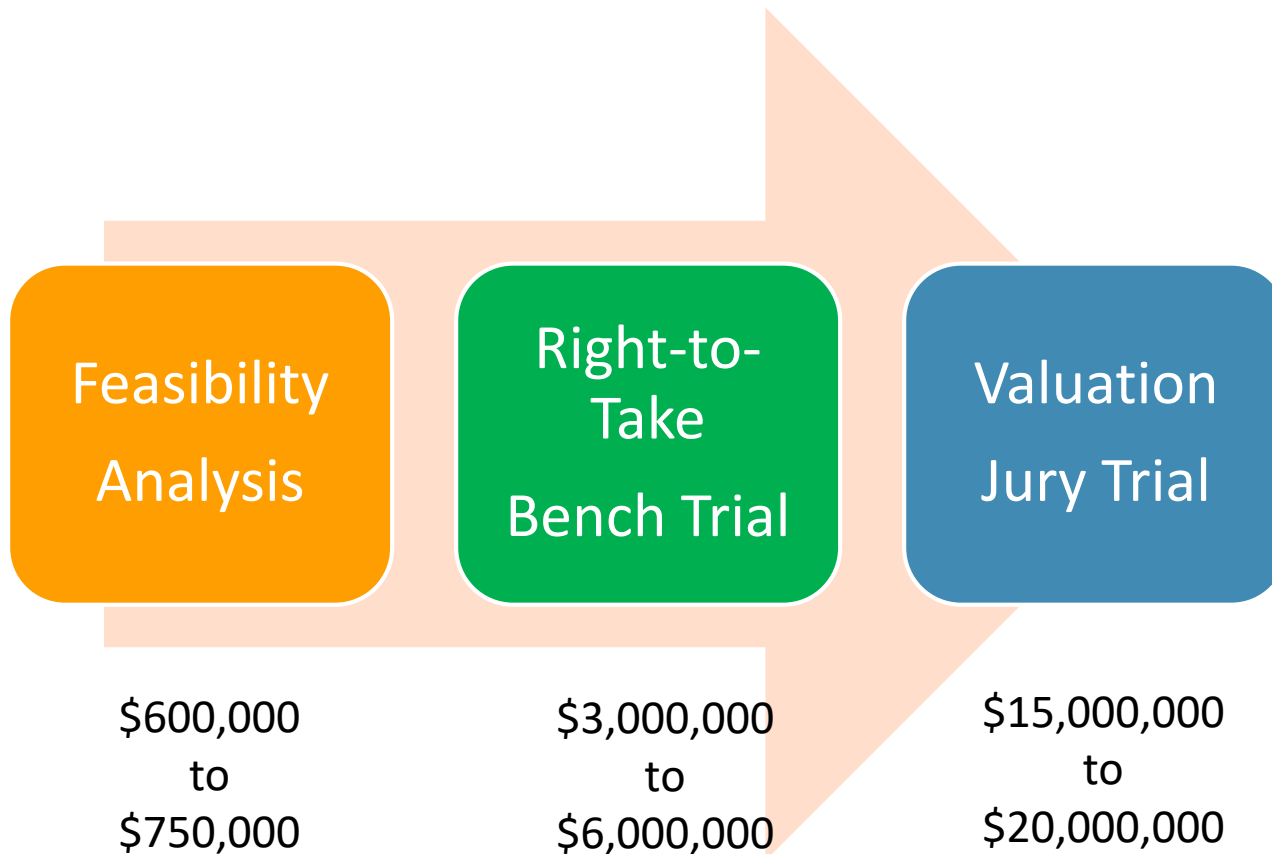 Feasibility
Analysis
Right-to-
Take
Bench Trial
Valuation
Jury Trial
$600,000
to
$750,000
$3,000,000
to
$6,000,000
$15,000,000
to
$20,000,000